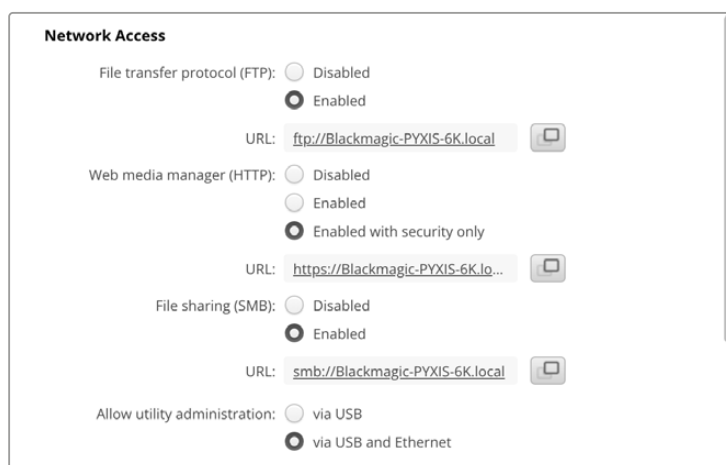 Network Access
File transfer protocol (FTP): Disabled
Enabled
URL: ftp://Blackmagic-PYXIS-6K.local
Web media manager (HTTP): Disabled
Enabled
Enabled with security only
URL: https://Blackmagic-PYXIS-6K.lo...
File sharing (SMB): Disabled
Enabled
URL: smb://Blackmagic-PYXIS-6K.local
Allow utility administration: via USB
via USB and Ethernet